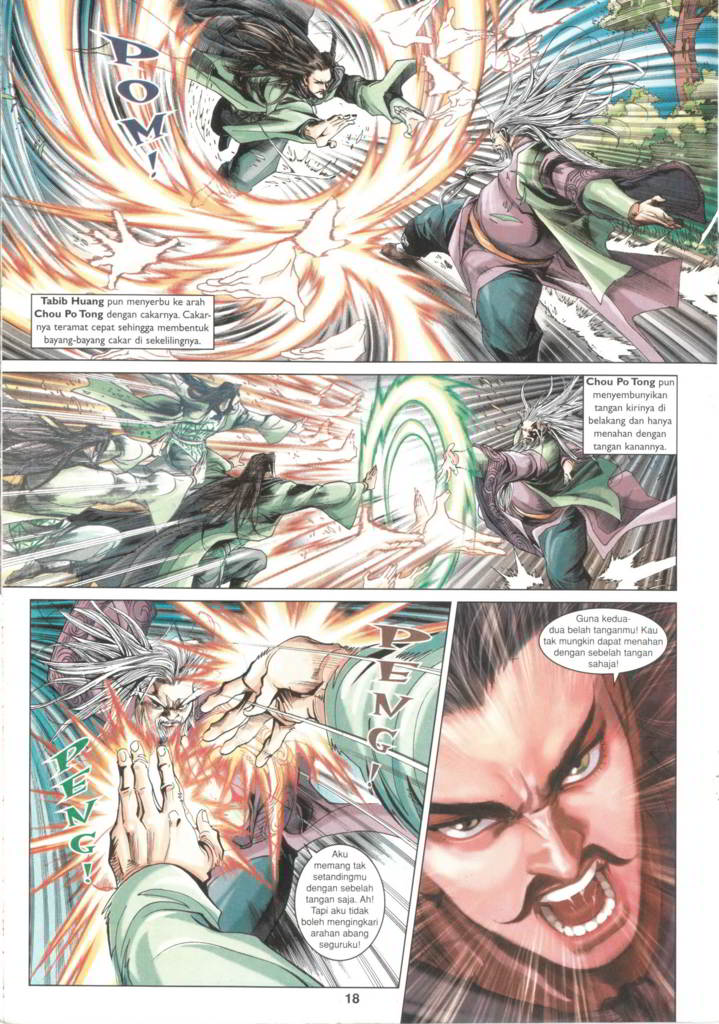 POM!
Tabib Huang pun menyerbu ke arah
Chou Po Tong dengan cakarnya. Cakar-
nya teramat cepat sehingga membentuk
bayang-bayang cakar di sekelilingnya.
Chou Po Tong pun
menyembunyikan
tangan kirinya di
belakang dan hanya
menahan dengan
tangan kanannya.
PENG!
PENG!
Aku
memang tak
setandingmu
dengan sebelah
tangan saja. Ah!
Tapi aku tidak
boleh mengingkari
arahan abang
seguruku!
Guna kedua-
dua belah tanganmu! Kau
tak mungkin dapat menahan
dengan sebelah tangan
sahaja!
18